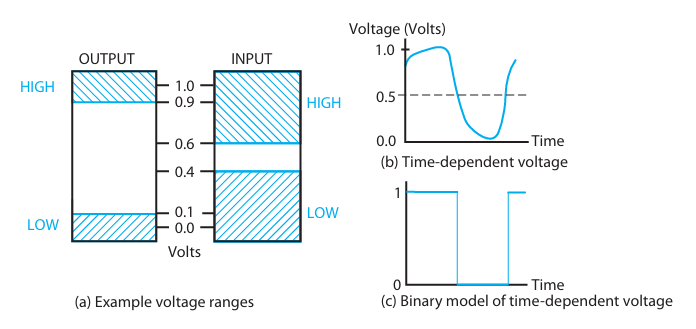 OUTPUT
INPUT
HIGH
HIGH
LOW
LOW
1.0
0.9
0.6
0.4
0.1
0.0
Volts
(a) Example voltage ranges
Voltage (Volts)
1.0
0.5
0.0
Time
(b) Time-dependent voltage
1
0
Time
(c) Binary model of time-dependent voltage